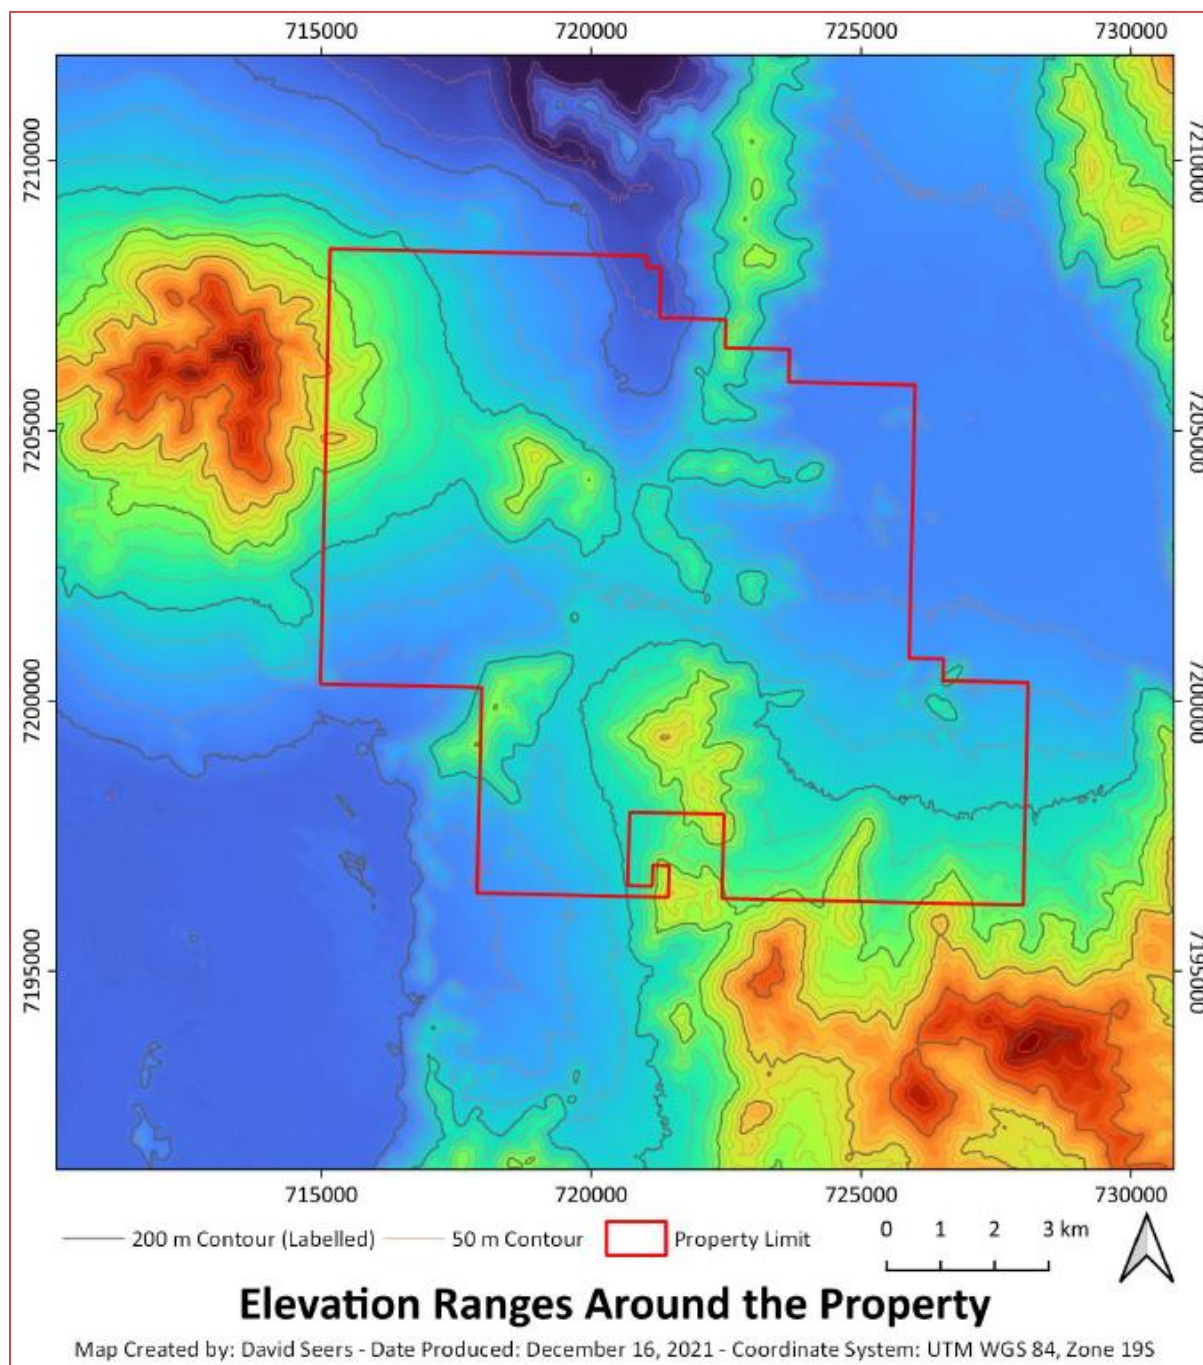 715000 720000 725000 730000
7210000 7210000
7205000 7205000
7200000 7200000
7195000 7195000
715000 720000 725000 730000
200 m Contour (Labelled) 50 m Contour Property Limit 0 1 2 3 km
Elevation Ranges Around the Property
Map Created by: David Seers - Date Produced: December 16, 2021 - Coordinate System: UTM WGS 84, Zone 19S